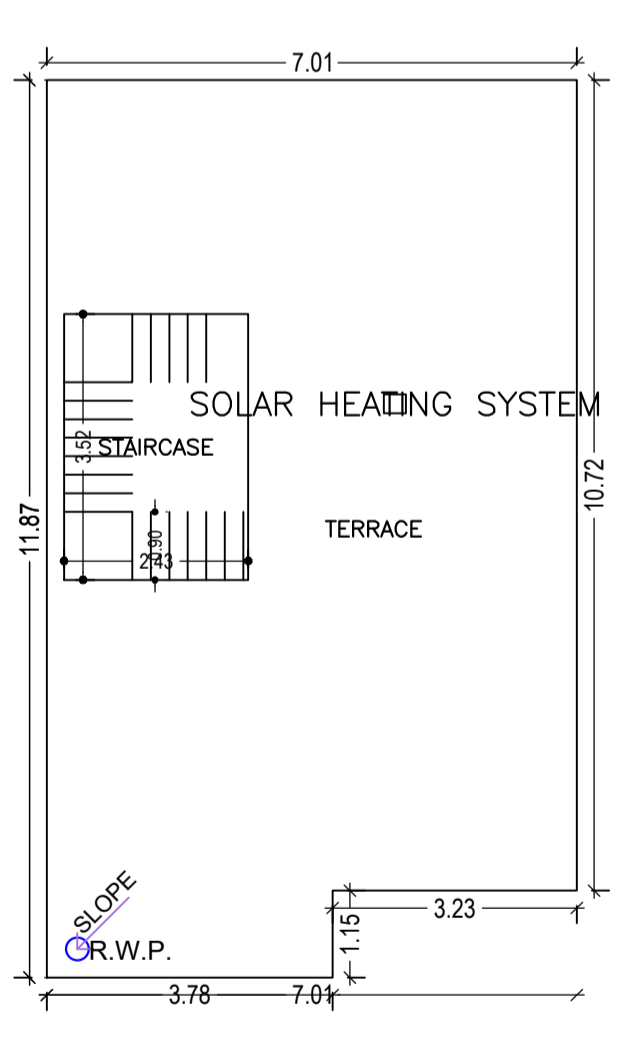 7.01
SOLAR HEATING SYSTEM
3.52
STAIRCASE
10.72
11.87
TERRACE
0.90
2.43
SLOPE
R.W.P.
3.23
1.15
3.78
7.01